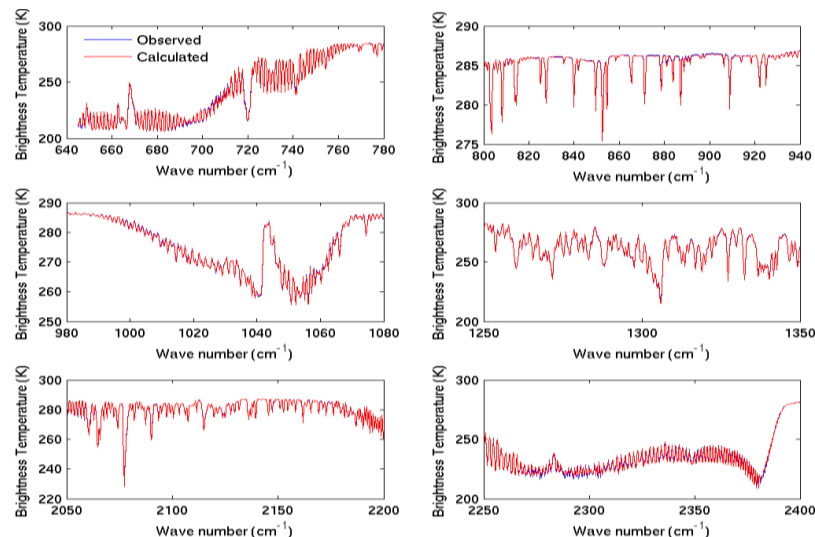 Brightness Temperature (K)
300
250
200
640 660 680 700 720 740 760 780
Wave number (cm⁻¹)
Observed
Calculated
Brightness Temperature (K)
290
285
280
275
800 820 840 860 880 900 920 940
Wave number (cm⁻¹)
Brightness Temperature (K)
290
280
270
260
250
980 1000 1020 1040 1060 1080
Wave number (cm⁻¹)
Brightness Temperature (K)
300
250
200
1250 1300 1350
Wave number (cm⁻¹)
Brightness Temperature (K)
300
280
260
240
220
2050 2100 2150 2200
Wave number (cm⁻¹)
Brightness Temperature (K)
300
250
200
2250 2300 2350 2400
Wave number (cm⁻¹)